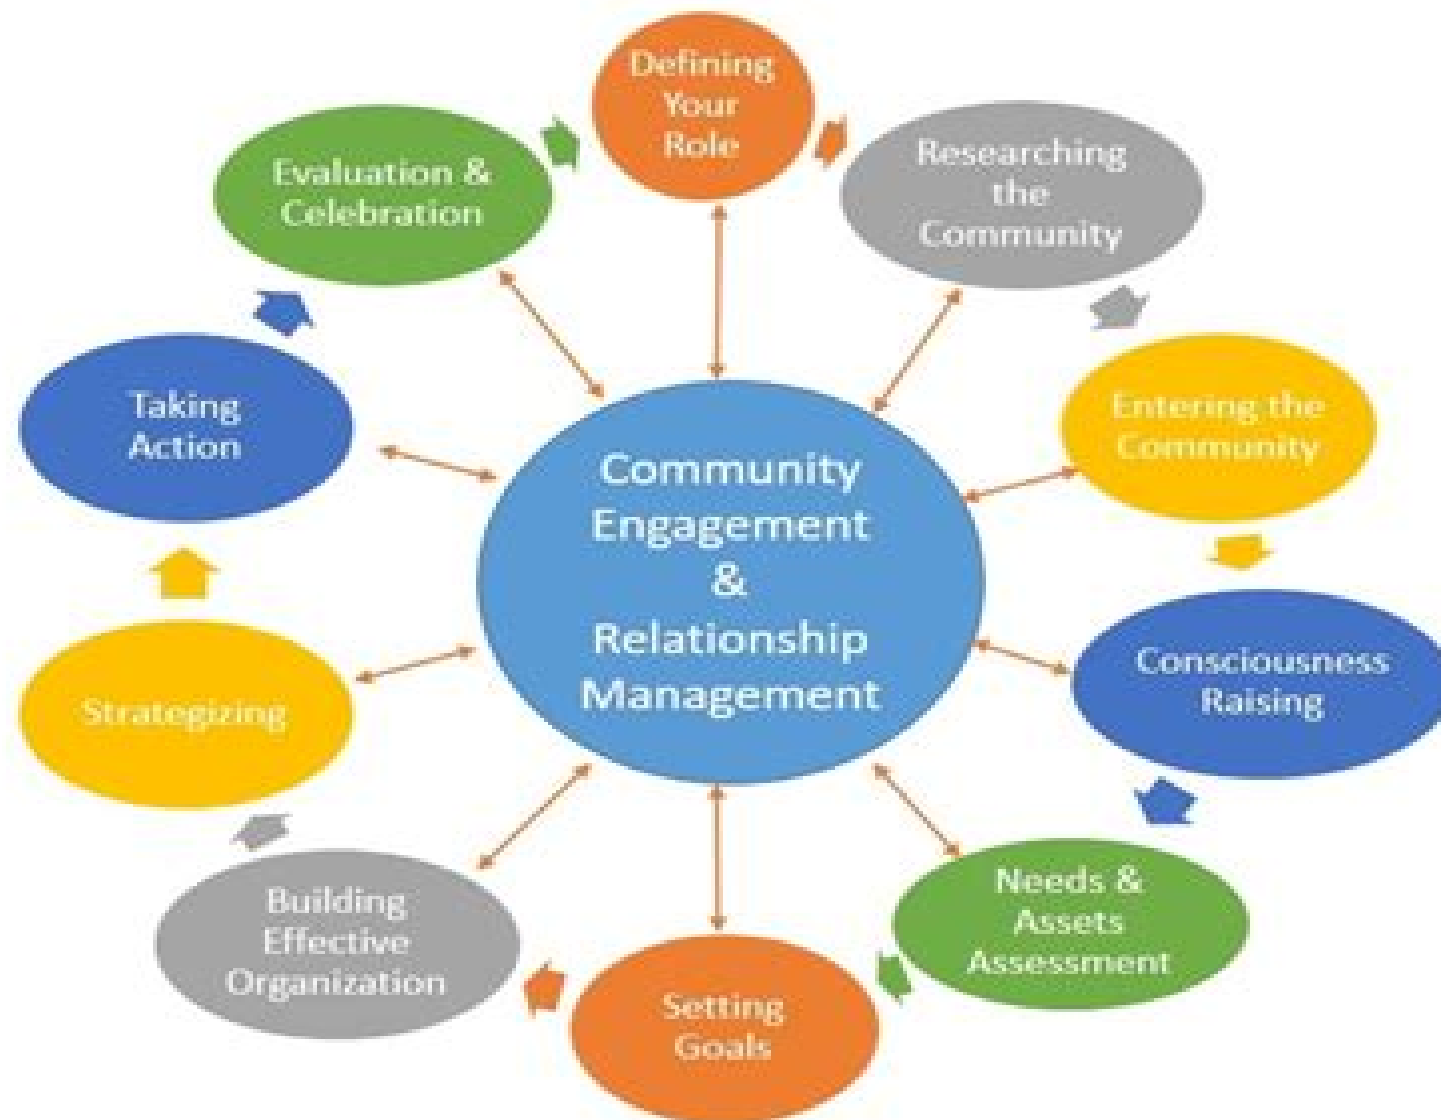 Defining
Your
Role
Researching
the
Community
Entering the
Community
Consciousness
Raising
Needs &
Assets
Assessment
Setting
Goals
Building
Effective
Organization
Strategizing
Taking
Action
Evaluation &
Celebration
Community
Engagement
&
Relationship
Management